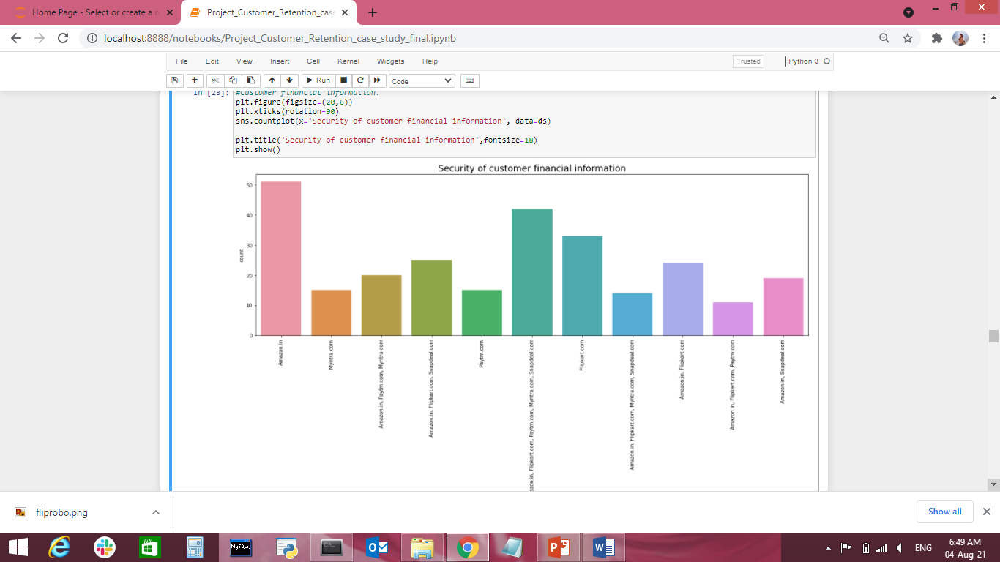 Home Page - Select or create a n
Project_Customer_Retention_case
localhost:8888/notebooks/Project_Customer_Retention_case_study_final.ipynb
File Edit View Insert Cell Kernel Widgets Help
Trusted
Python 3
Run
Code
In [23]: #Customer financial information.
plt.figure(figsize=(20,6))
plt.xticks(rotation=90)
sns.countplot(x='Security of customer financial information', data=ds)
plt.title('Security of customer financial information',fontsize=18)
plt.show()
Security of customer financial information
50
40
30
20
10
0
count
Amazon.in
Myntra.com
Amazon.in, Paytm.com, Myntra.com
Amazon.in, Flipkart.com, Snapdeal.com
Paytm.com
zon.in, Flipkart.com, Paytm.com, Myntra.com, Snapdeal.com
Flipkart.com
Amazon.in, Flipkart.com, Myntra.com, Snapdeal.com
Amazon.in, Flipkart.com
Amazon.in, Flipkart.com, Paytm.com
Amazon.in, Snapdeal.com
fliprobo.png
Show all
ENG
6:49 AM
04-Aug-21